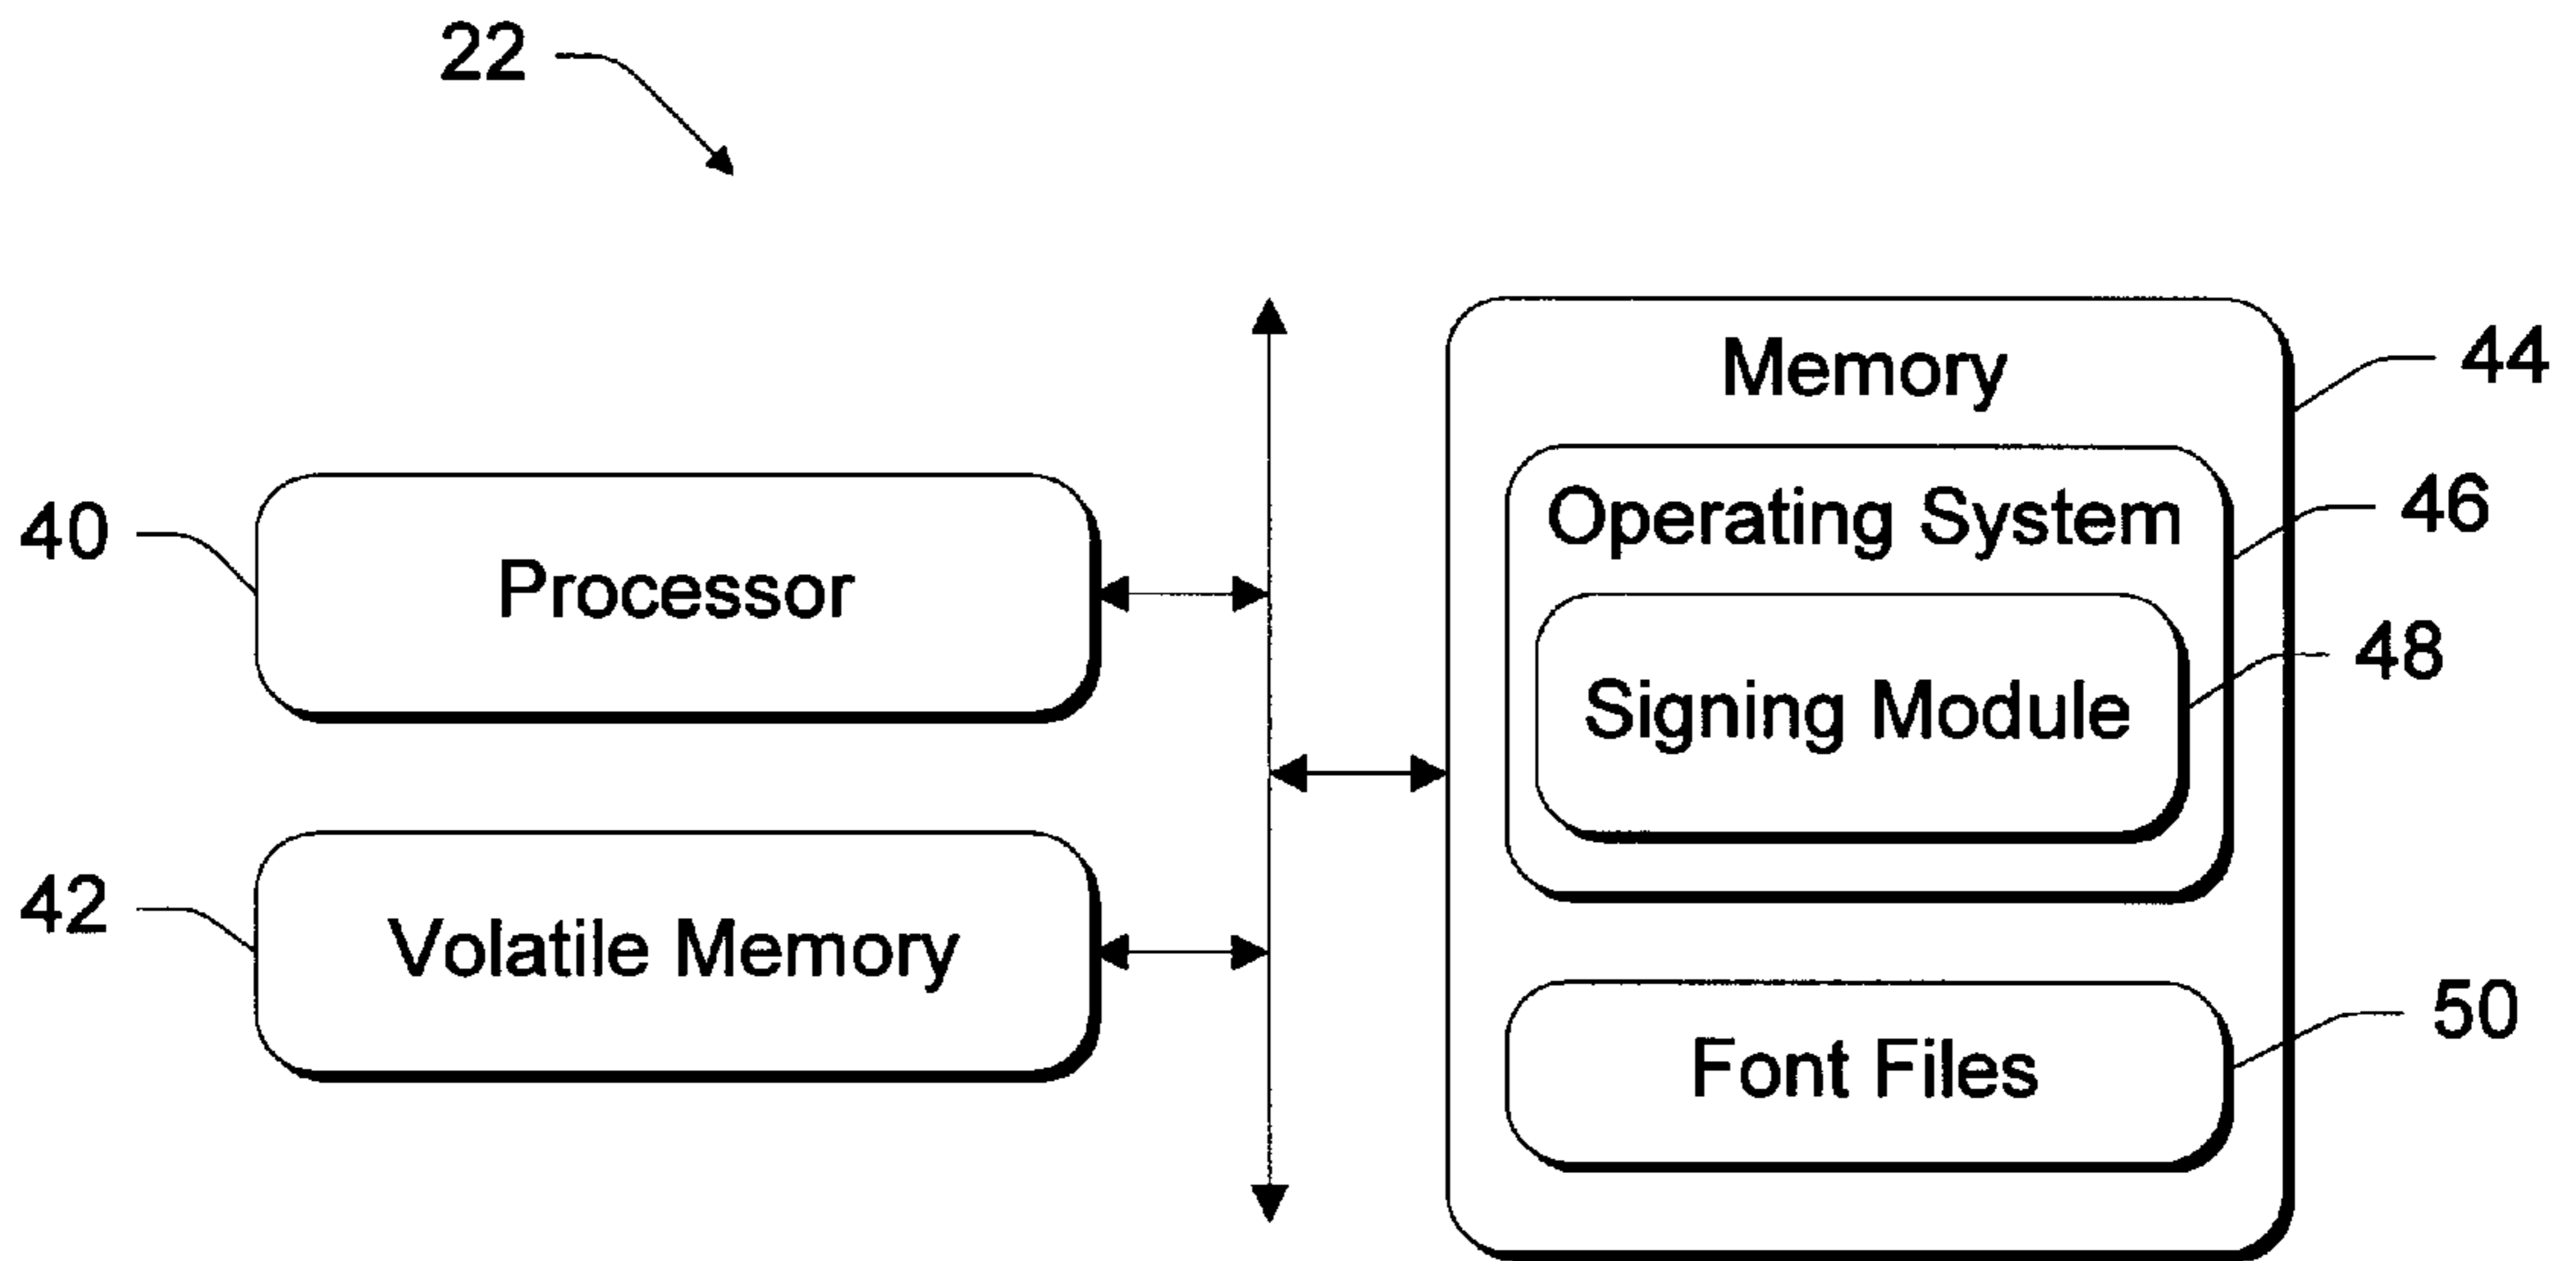 22
Memory
44
Operating System
46
40
Processor
Signing Module
48
42
Volatile Memory
Font Files
50